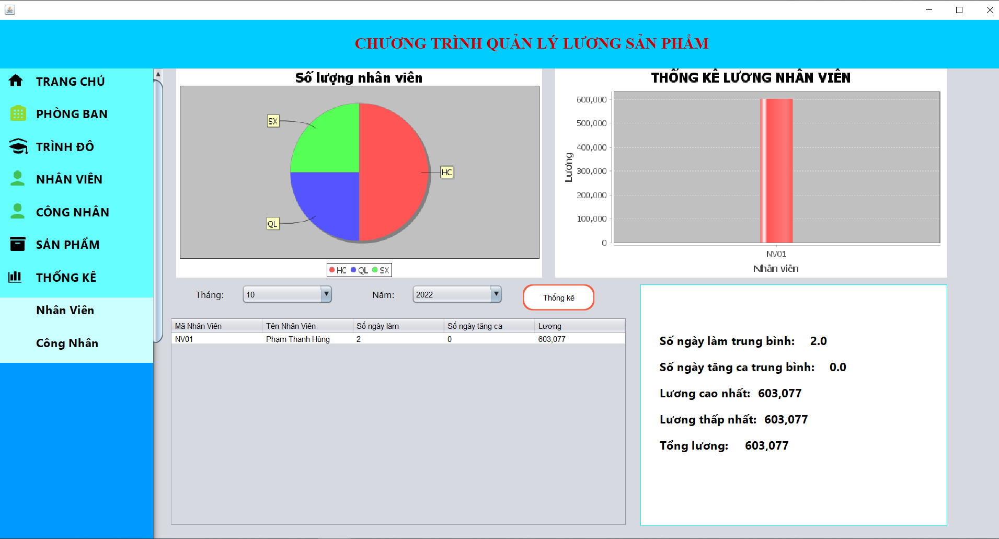 CHƯƠNG TRÌNH QUẢN LÝ LƯƠNG SẢN PHẨM
TRANG CHỦ
PHÒNG BAN
TRÌNH ĐÔ
NHÂN VIÊN
CÔNG NHÂN
SẢN PHẨM
THỐNG KÊ
Nhân Viên
Công Nhân
Số lượng nhân viên
SX
HC
QL
HC QL SX
THỐNG KÊ LƯƠNG NHÂN VIÊN
600,000
500,000
400,000
300,000
200,000
100,000
0
Lương
NV01
Nhân viên
Tháng: 10 Năm: 2022 Thống kê
Mã Nhân Viên Tên Nhân Viên Số ngày làm Số ngày tăng ca Lương
NV01 Phạm Thanh Hùng 2 0 603,077
Số ngày làm trung bình: 2.0
Số ngày tăng ca trung bình: 0.0
Lương cao nhất: 603,077
Lương thấp nhất: 603,077
Tổng lương: 603,077